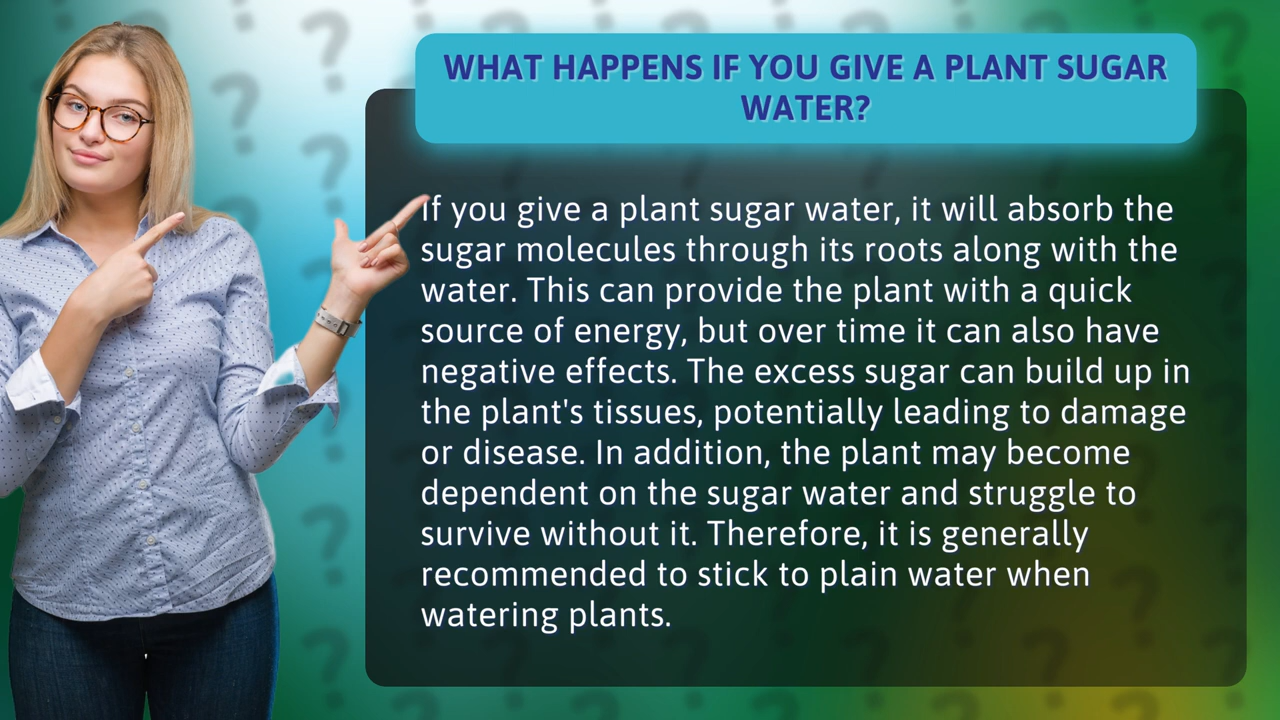 WHAT HAPPENS IF YOU GIVE A PLANT SUGAR
WATER?
If you give a plant sugar water, it will absorb the
sugar molecules through its roots along with the
water. This can provide the plant with a quick
source of energy, but over time it can also have
negative effects. The excess sugar can build up in
the plant's tissues, potentially leading to damage
or disease. In addition, the plant may become
dependent on the sugar water and struggle to
survive without it. Therefore, it is generally
recommended to stick to plain water when
watering plants.